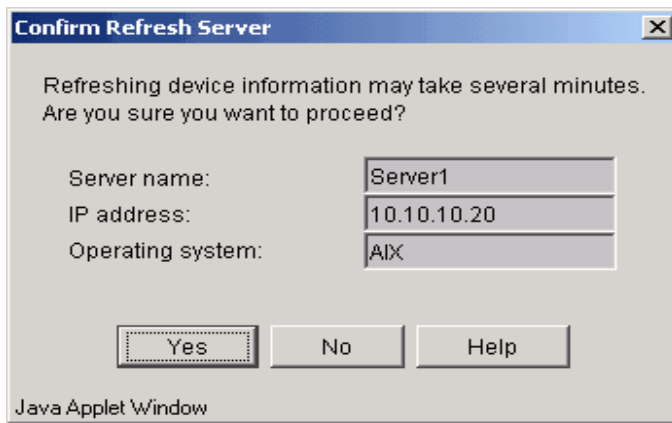 Confirm Refresh Server
Refreshing device information may take several minutes.
Are you sure you want to proceed?
Server name: Server1
IP address: 10.10.10.20
Operating system: AIX
Yes No Help
Java Applet Window